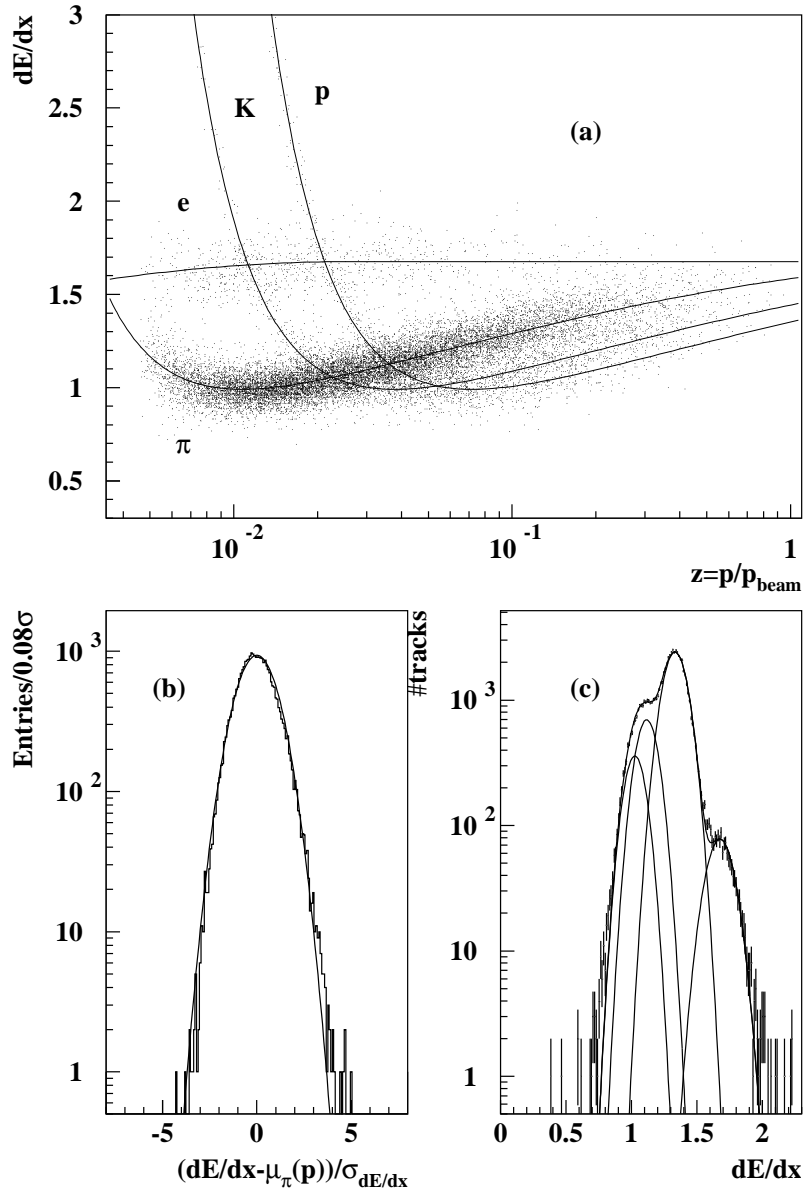 dE/dx
3
2.5
2
1.5
1
0.5
e
K
p
(a)
π
10⁻²
10⁻¹
1
z=p/p_beam
Entries/0.08σ
10³
10²
10
1
(b)
-5
0
5
(dE/dx-μ_π(p))/σ_dE/dx
#tracks
10³
10²
10
1
(c)
0
0.5
1
1.5
2
dE/dx